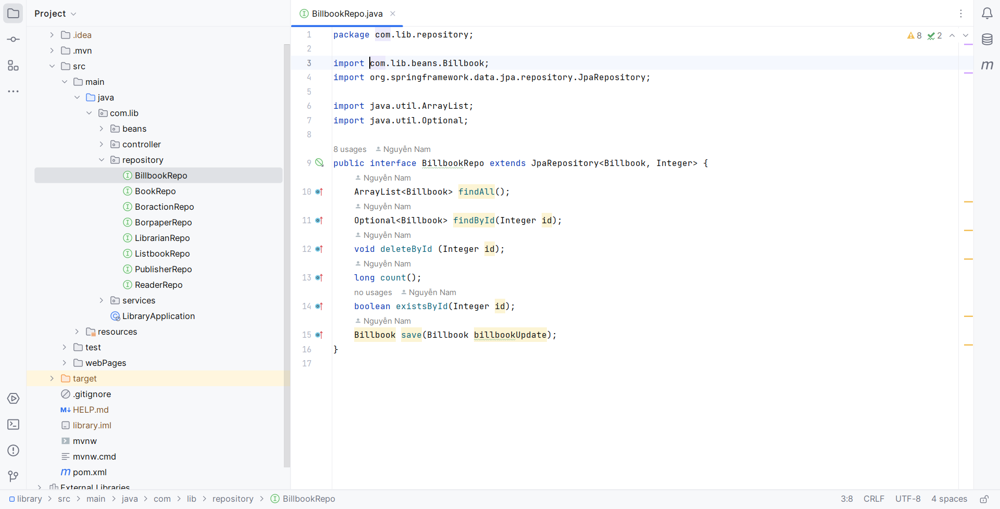 Project
.idea
.mvn
src
main
java
com.lib
beans
controller
repository
BillbookRepo
BookRepo
BoractionRepo
BorpaperRepo
LibrarianRepo
ListbookRepo
PublisherRepo
ReaderRepo
services
LibraryApplication
resources
test
webPages
target
.gitignore
M↓ HELP.md
library.iml
mvnw
mvnw.cmd
m pom.xml
External Libraries
BillbookRepo.java
8 2
1 package com.lib.repository;
2
3 import com.lib.beans.Billbook;
4 import org.springframework.data.jpa.repository.JpaRepository;
5
6 import java.util.ArrayList;
7 import java.util.Optional;
8
8 usages Nguyễn Nam
9 public interface BillbookRepo extends JpaRepository<Billbook, Integer> {
Nguyễn Nam
10 ArrayList<Billbook> findAll();
Nguyễn Nam
11 Optional<Billbook> findById(Integer id);
Nguyễn Nam
12 void deleteById (Integer id);
Nguyễn Nam
13 long count();
no usages Nguyễn Nam
14 boolean existsById(Integer id);
Nguyễn Nam
15 Billbook save(Billbook billbookUpdate);
16 }
17
m
library > src > main > java > com > lib > repository > BillbookRepo
3:8 CRLF UTF-8 4 spaces